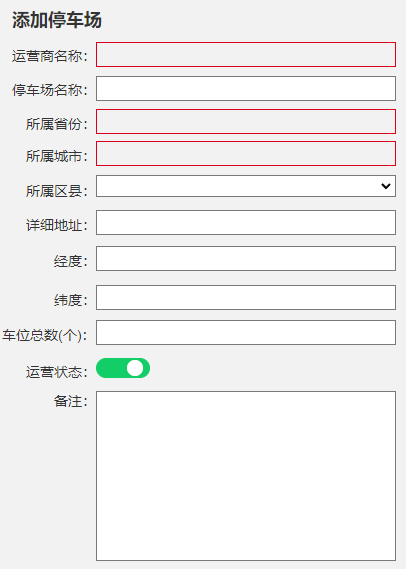 添加停车场
运营商名称：
停车场名称：
所属省份：
所属城市：
所属区县：
详细地址：
经度：
纬度：
车位总数(个)：
运营状态：
备注：